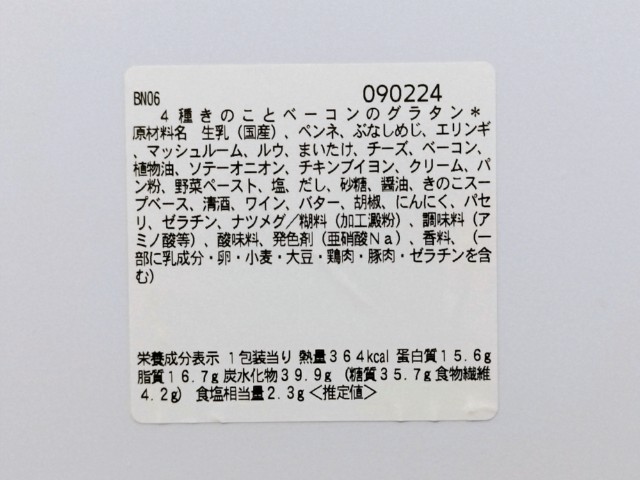 BN06
090224
4種きのことベーコンのグラタン*
原材料名 生乳(国産)、ペンネ、ぶなしめじ、エリンギ
、マッシュルーム、ルウ、まいたけ、チーズ、ベーコン、
植物油、ソテーオニオン、チキンブイヨン、クリーム、パ
ン粉、野菜ペースト、塩、だし、砂糖、醤油、きのこスー
プベース、清酒、ワイン、バター、胡椒、にんにく、パセ
リ、ゼラチン、ナツメグ/糊料(加工澱粉)、調味料(ア
ミノ酸等)、酸味料、発色剤(亜硝酸Na)、香料、(一
部に乳成分・卵・小麦・大豆・鶏肉・豚肉・ゼラチンを含
む)
栄養成分表示 1包装当り 熱量364kcal 蛋白質15.6g
脂質16.7g 炭水化物39.9g (糖質35.7g 食物繊維
4.2g) 食塩相当量2.3g<推定値>